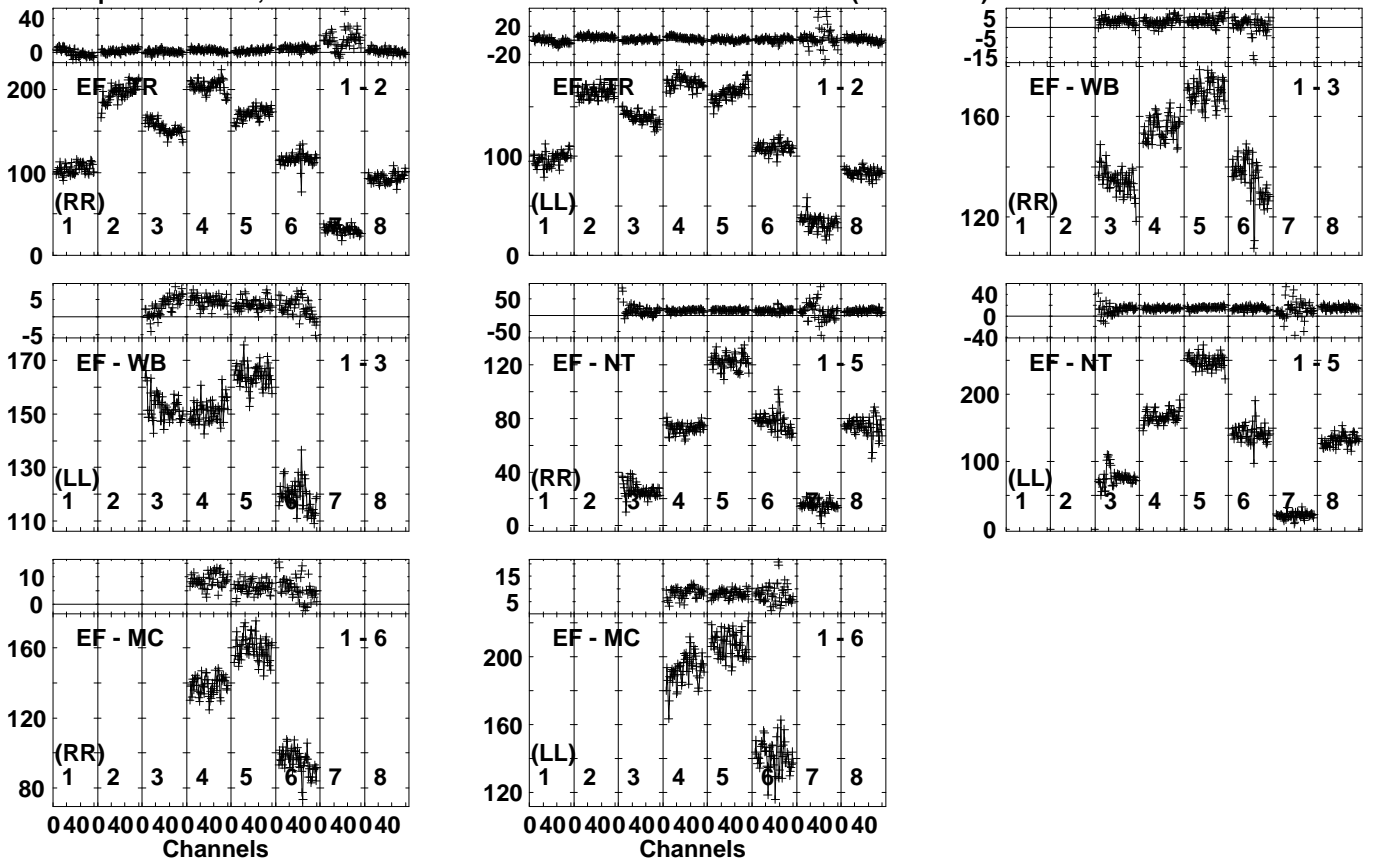 40
0
EF - TR 1 - 2
200
100
0
(RR)
1 2 3 4 5 6 7 8
20
-20
EF - TR 1 - 2
100
0
(LL)
1 2 3 4 5 6 7 8
5
-5
-15
EF - WB 1 - 3
160
120
(RR)
1 2 3 4 5 6 7 8
5
-5
EF - WB 1 - 3
170
150
130
110
(LL)
1 2 3 4 5 6 7 8
50
-50
EF - NT 1 - 5
120
80
40
0
(RR)
1 2 3 4 5 6 7 8
40
0
-40
EF - NT 1 - 5
200
100
0
(LL)
1 2 3 4 5 6 7 8
10
0
EF - MC 1 - 6
160
120
80
(RR)
1 2 3 4 5 6 7 8
0 40 0 40 0 40 0 40 0 40 0 40 0 40 0 40
Channels
15
5
EF - MC 1 - 6
200
160
120
(LL)
1 2 3 4 5 6 7 8
0 40 0 40 0 40 0 40 0 40 0 40 0 40 0 40
Channels